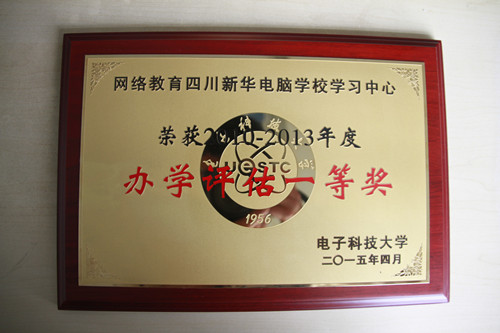 网络教育四川新华电脑学校学习中心
荣获2010-2013年度
UESTC
办学评估一等奖
1956
电子科技大学
二〇一五年四月